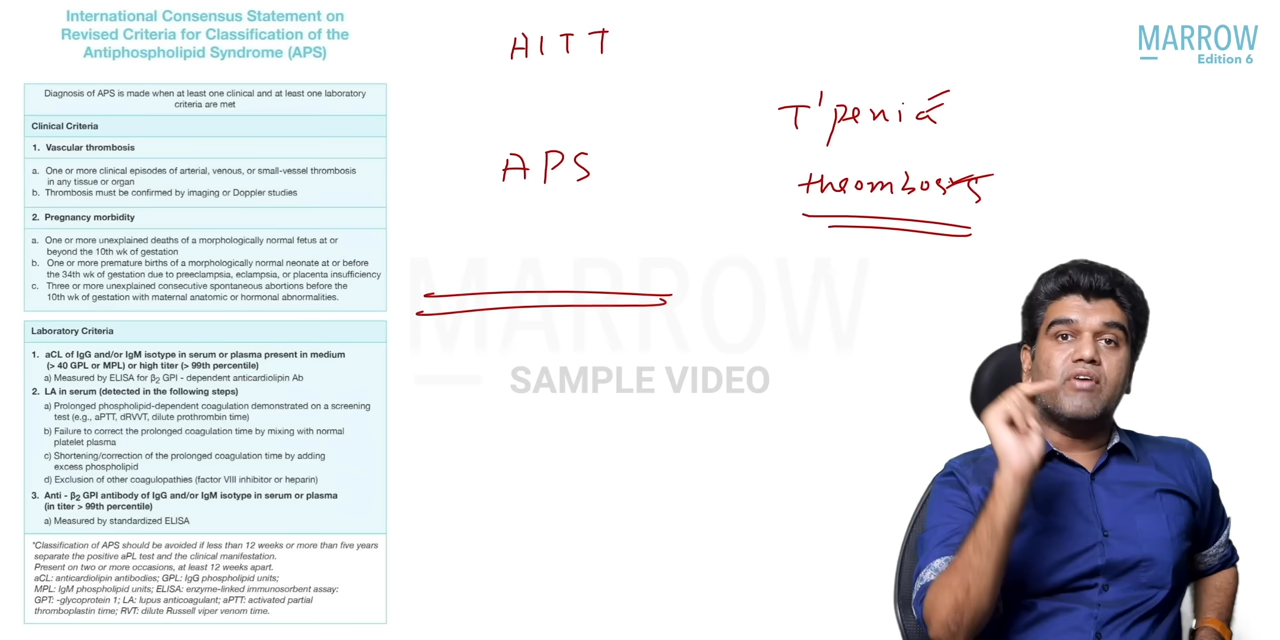 International Consensus Statement on
Revised Criteria for Classification of the
Antiphospholipid Syndrome (APS)
Diagnosis of APS is made when at least one clinical and at least one laboratory
criteria are met
Clinical Criteria
1. Vascular thrombosis
a. One or more clinical episodes of arterial, venous, or small-vessel thrombosis
in any tissue or organ
b. Thrombosis must be confirmed by imaging or Doppler studies
2. Pregnancy morbidity
a. One or more unexplained deaths of a morphologically normal fetus at or
beyond the 10th wk of gestation
b. One or more premature births of a morphologically normal neonate at or before
the 34th wk of gestation due to preeclampsia, eclampsia, or placenta insufficiency
c. Three or more unexplained consecutive spontaneous abortions before the
10th wk of gestation with maternal anatomic or hormonal abnormalities.
Laboratory Criteria
1. aCL of IgG and/or IgM isotype in serum or plasma present in medium
(> 40 GPL or MPL) or high titer (> 99th percentile)
a) Measured by ELISA for β2 GPI - dependent anticardiolipin Ab
2. LA in serum (detected in the following steps)
a) Prolonged phospholipid-dependent coagulation demonstrated on a screening
test (e.g., aPTT, dRVVT, dilute prothrombin time)
b) Failure to correct the prolonged coagulation time by mixing with normal
platelet plasma
c) Shortening/correction of the prolonged coagulation time by adding
excess phospholipid
d) Exclusion of other coagulopathies (factor VIII inhibitor or heparin)
3. Anti - β2 GPI antibody of IgG and/or IgM isotype in serum or plasma
(in titer > 99th percentile)
a) Measured by standardized ELISA
*Classification of APS should be avoided if less than 12 weeks or more than five years
separate the positive aPL test and the clinical manifestation.
Present on two or more occasions, at least 12 weeks apart.
aCL: anticardiolipin antibodies; GPL: IgG phospholipid units;
MPL: IgM phospholipid units; ELISA: enzyme-linked immunosorbent assay:
GPT: -glycoprotein 1; LA: lupus anticoagulant; aPTT: activated partial
thromboplastin time; RVT: dilute Russell viper venom time.
HITT
APS
T'penia
thrombosis
MARROW
SAMPLE VIDEO
MARROW
Edition 6